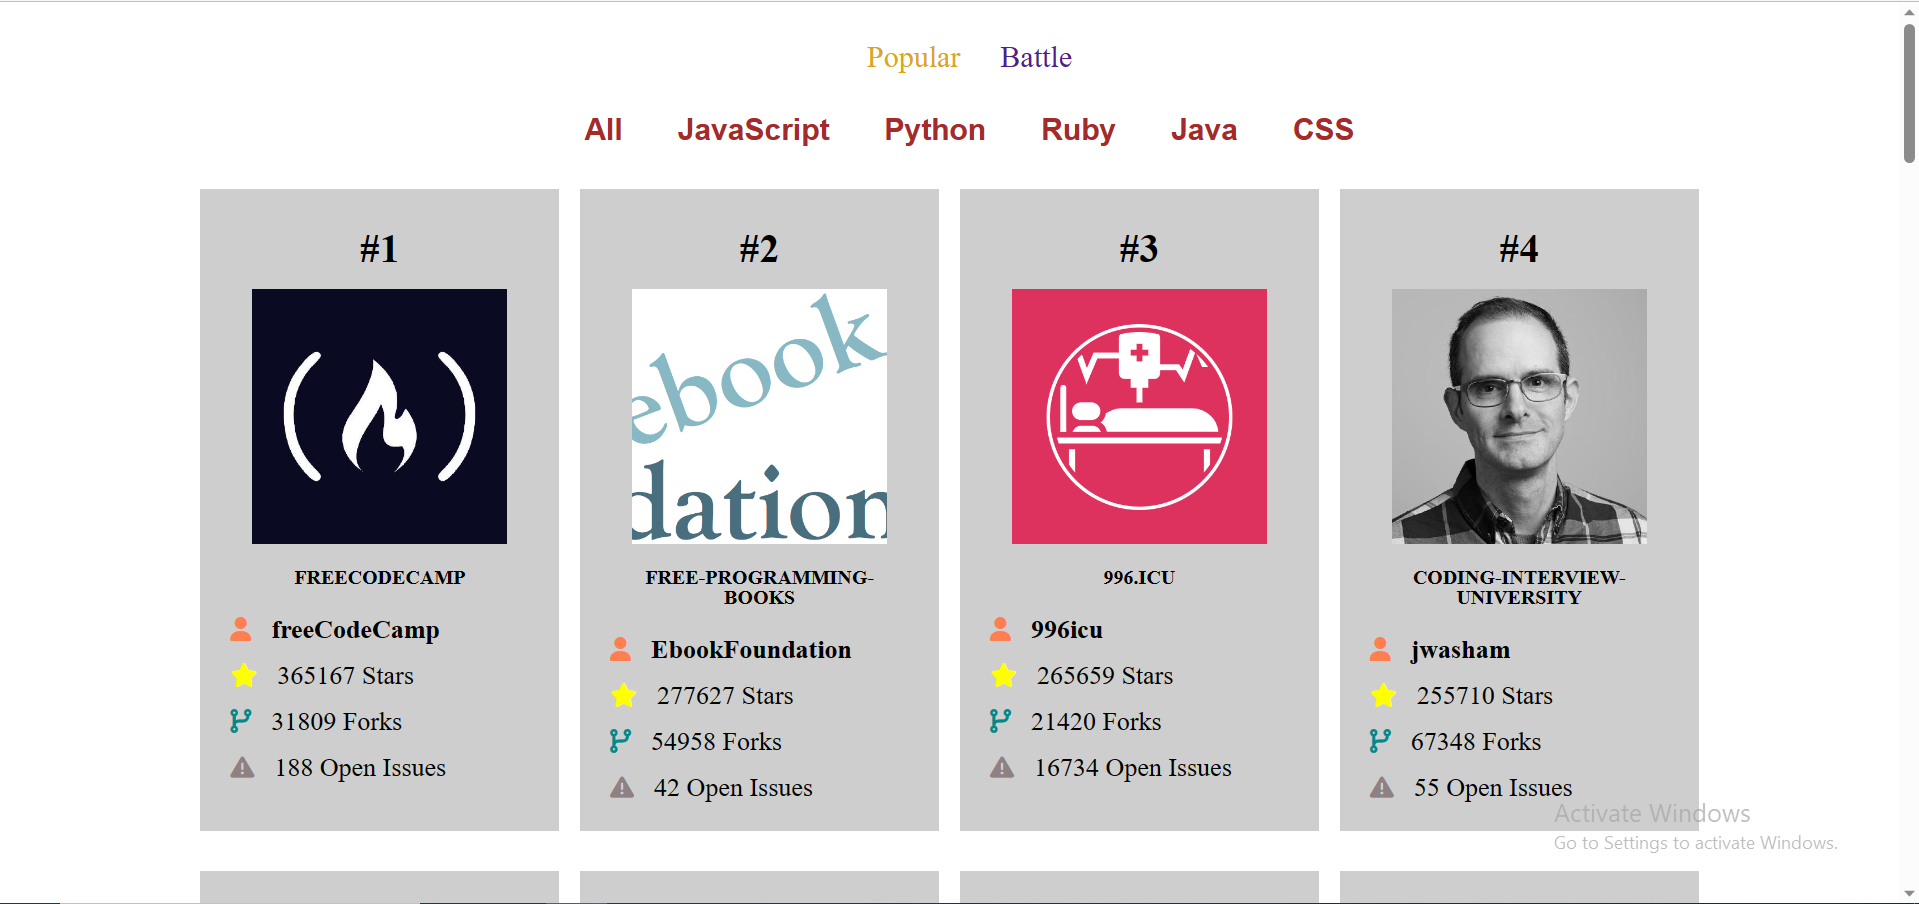 Popular Battle
All JavaScript Python Ruby Java CSS
#1
FREECODECAMP
freeCodeCamp
365167 Stars
31809 Forks
188 Open Issues
#2
ebook
dation
FREE-PROGRAMMING-
BOOKS
EbookFoundation
277627 Stars
54958 Forks
42 Open Issues
#3
996.ICU
996icu
265659 Stars
21420 Forks
16734 Open Issues
#4
CODING-INTERVIEW-
UNIVERSITY
jwasham
255710 Stars
67348 Forks
55 Open Issues
Activate Windows
Go to Settings to activate Windows.